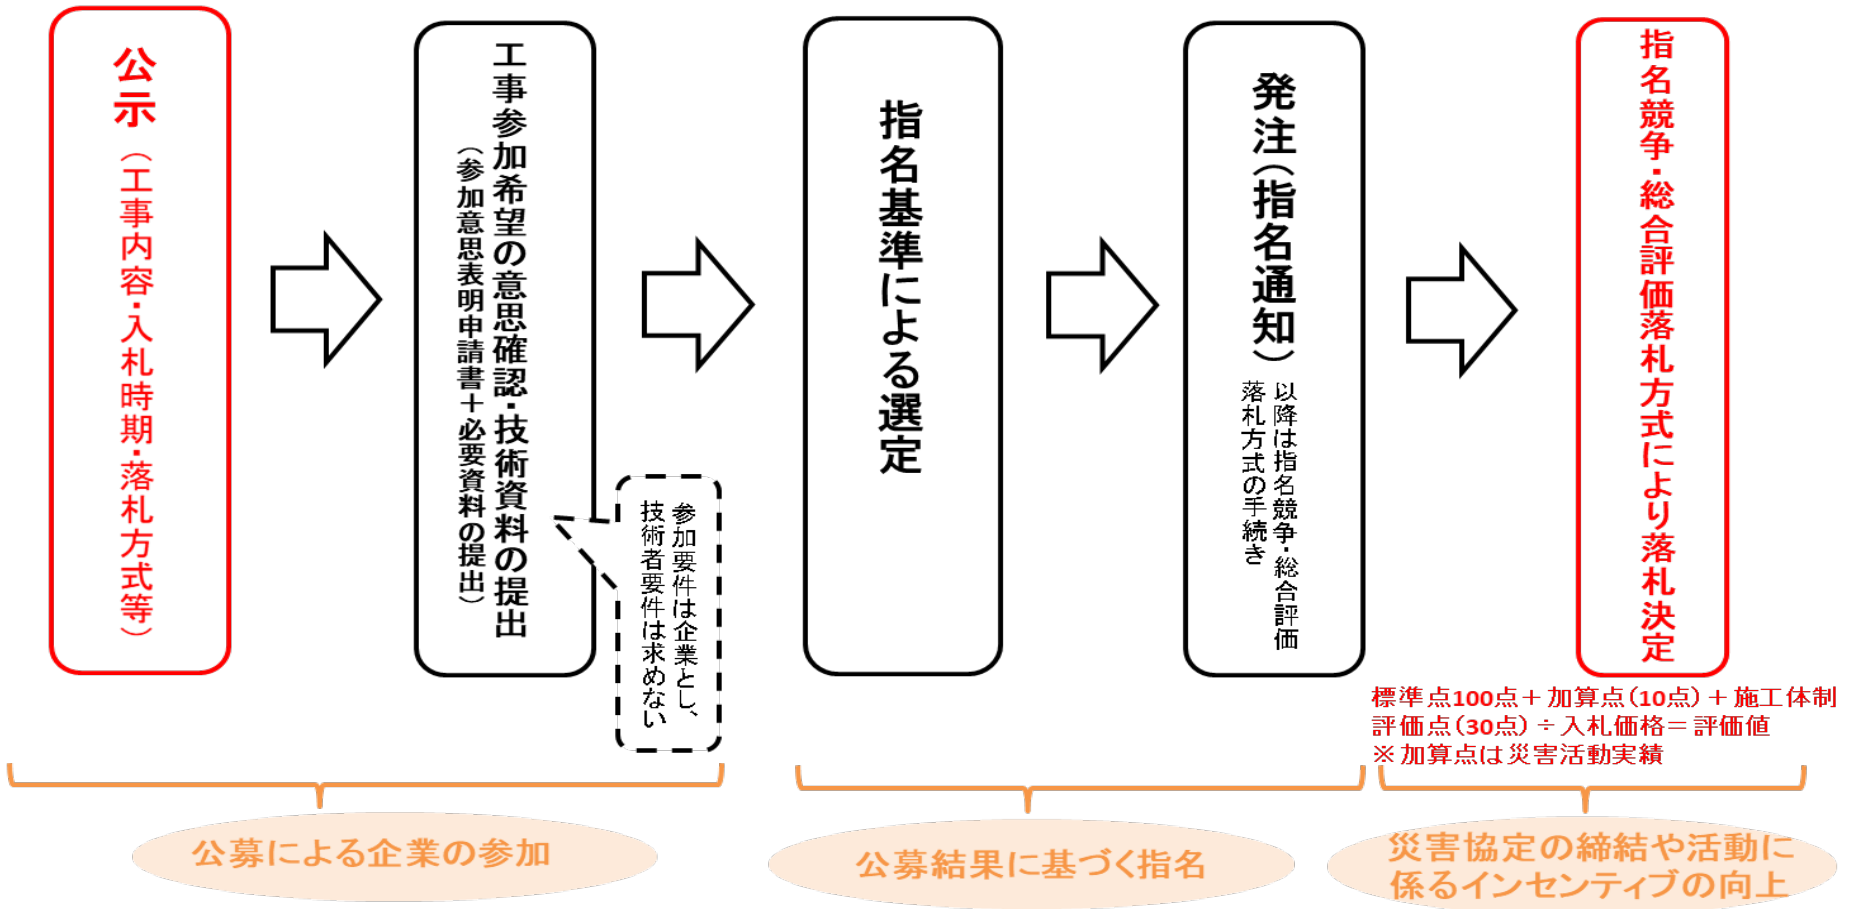 公示（工事内容・入札時期・落札方式等）
工事参加希望の意思確認・技術資料の提出
（参加意思表明申請書＋必要資料の提出）
参加要件は企業とし、
技術者要件は求めない
指名基準による選定
発注（指名通知）
以降は指名競争・総合評価
落札方式の手続き
指名競争・総合評価落札方式により落札決定
標準点100点＋加算点（10点）＋施工体制
評価点（30点）÷入札価格＝評価値
※加算点は災害活動実績
公募による企業の参加
公募結果に基づく指名
災害協定の締結や活動に
係るインセンティブの向上